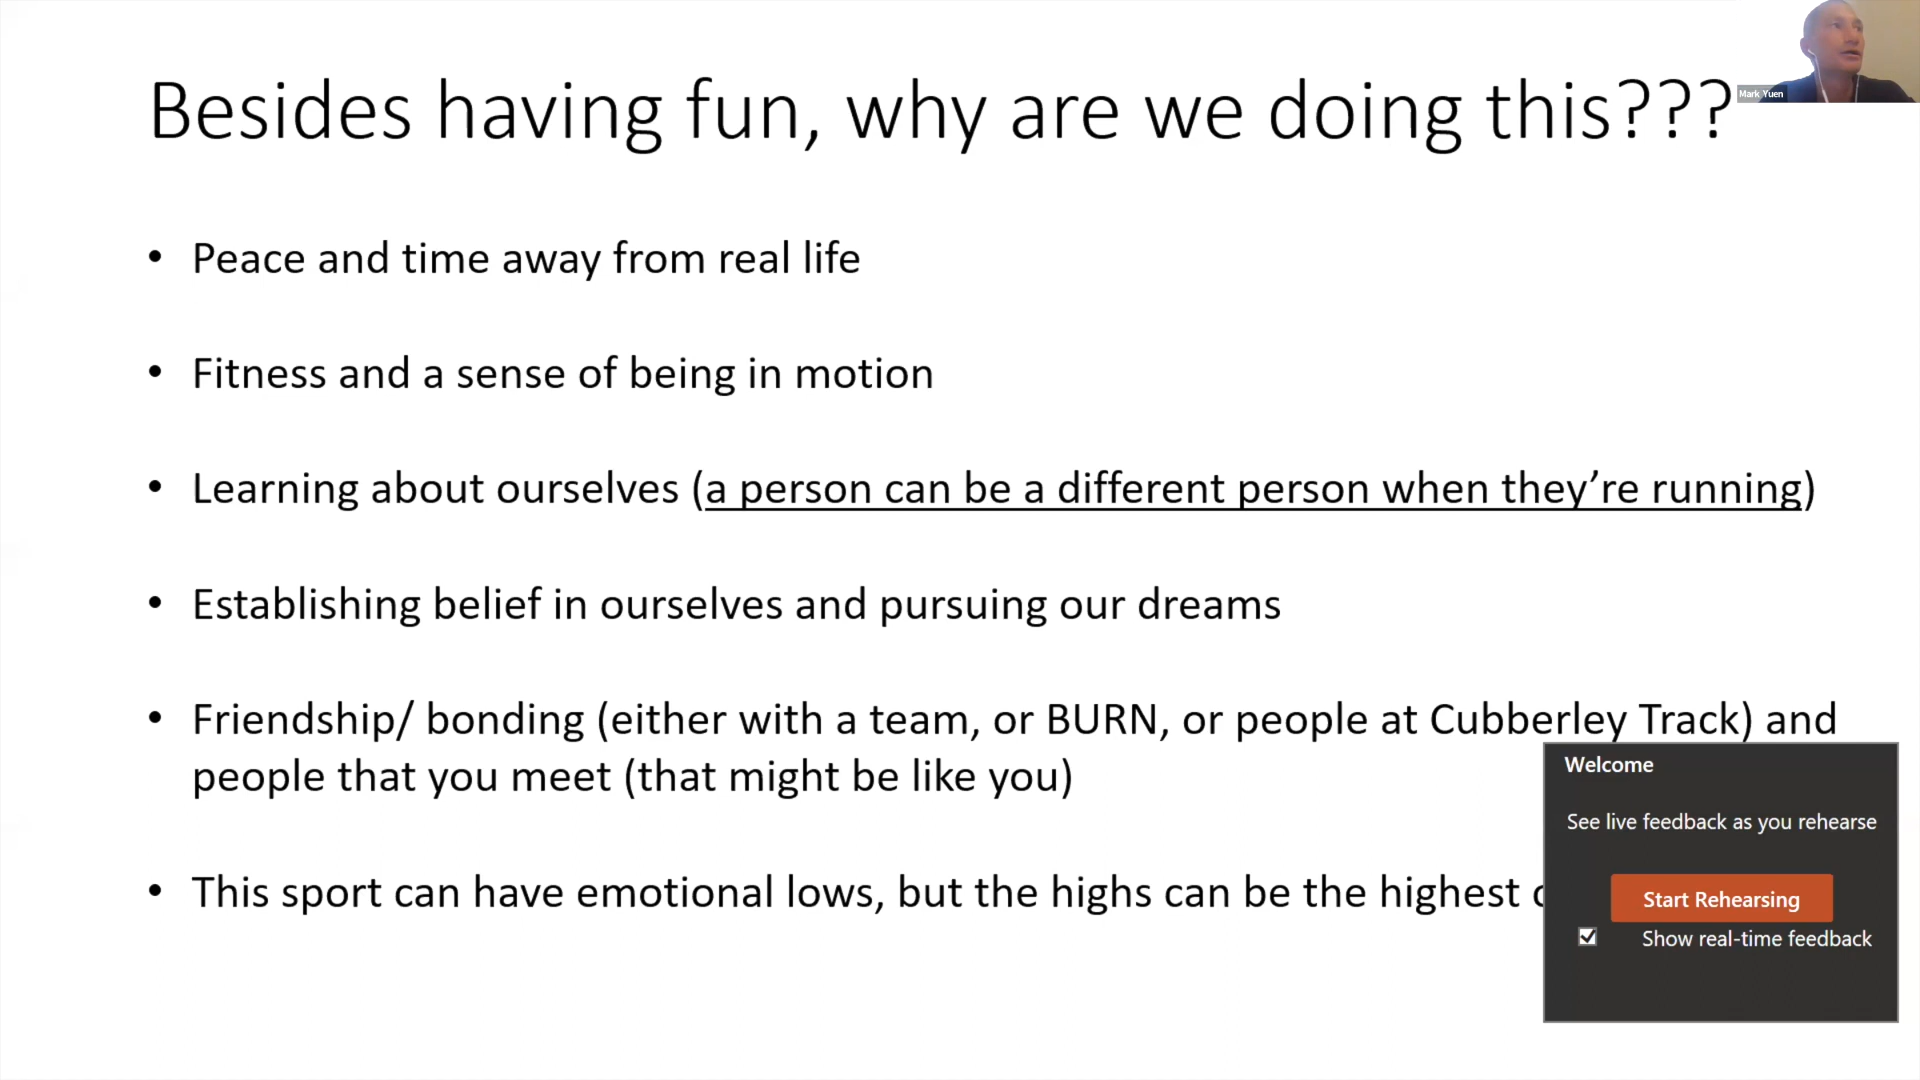 Besides having fun, why are we doing this???
Mark Yuen
• Peace and time away from real life
• Fitness and a sense of being in motion
• Learning about ourselves (a person can be a different person when they’re running)
• Establishing belief in ourselves and pursuing our dreams
• Friendship/ bonding (either with a team, or BURN, or people at Cubberley Track) and
people that you meet (that might be like you)
• This sport can have emotional lows, but the highs can be the highest
Welcome
See live feedback as you rehearse
Start Rehearsing
Show real-time feedback